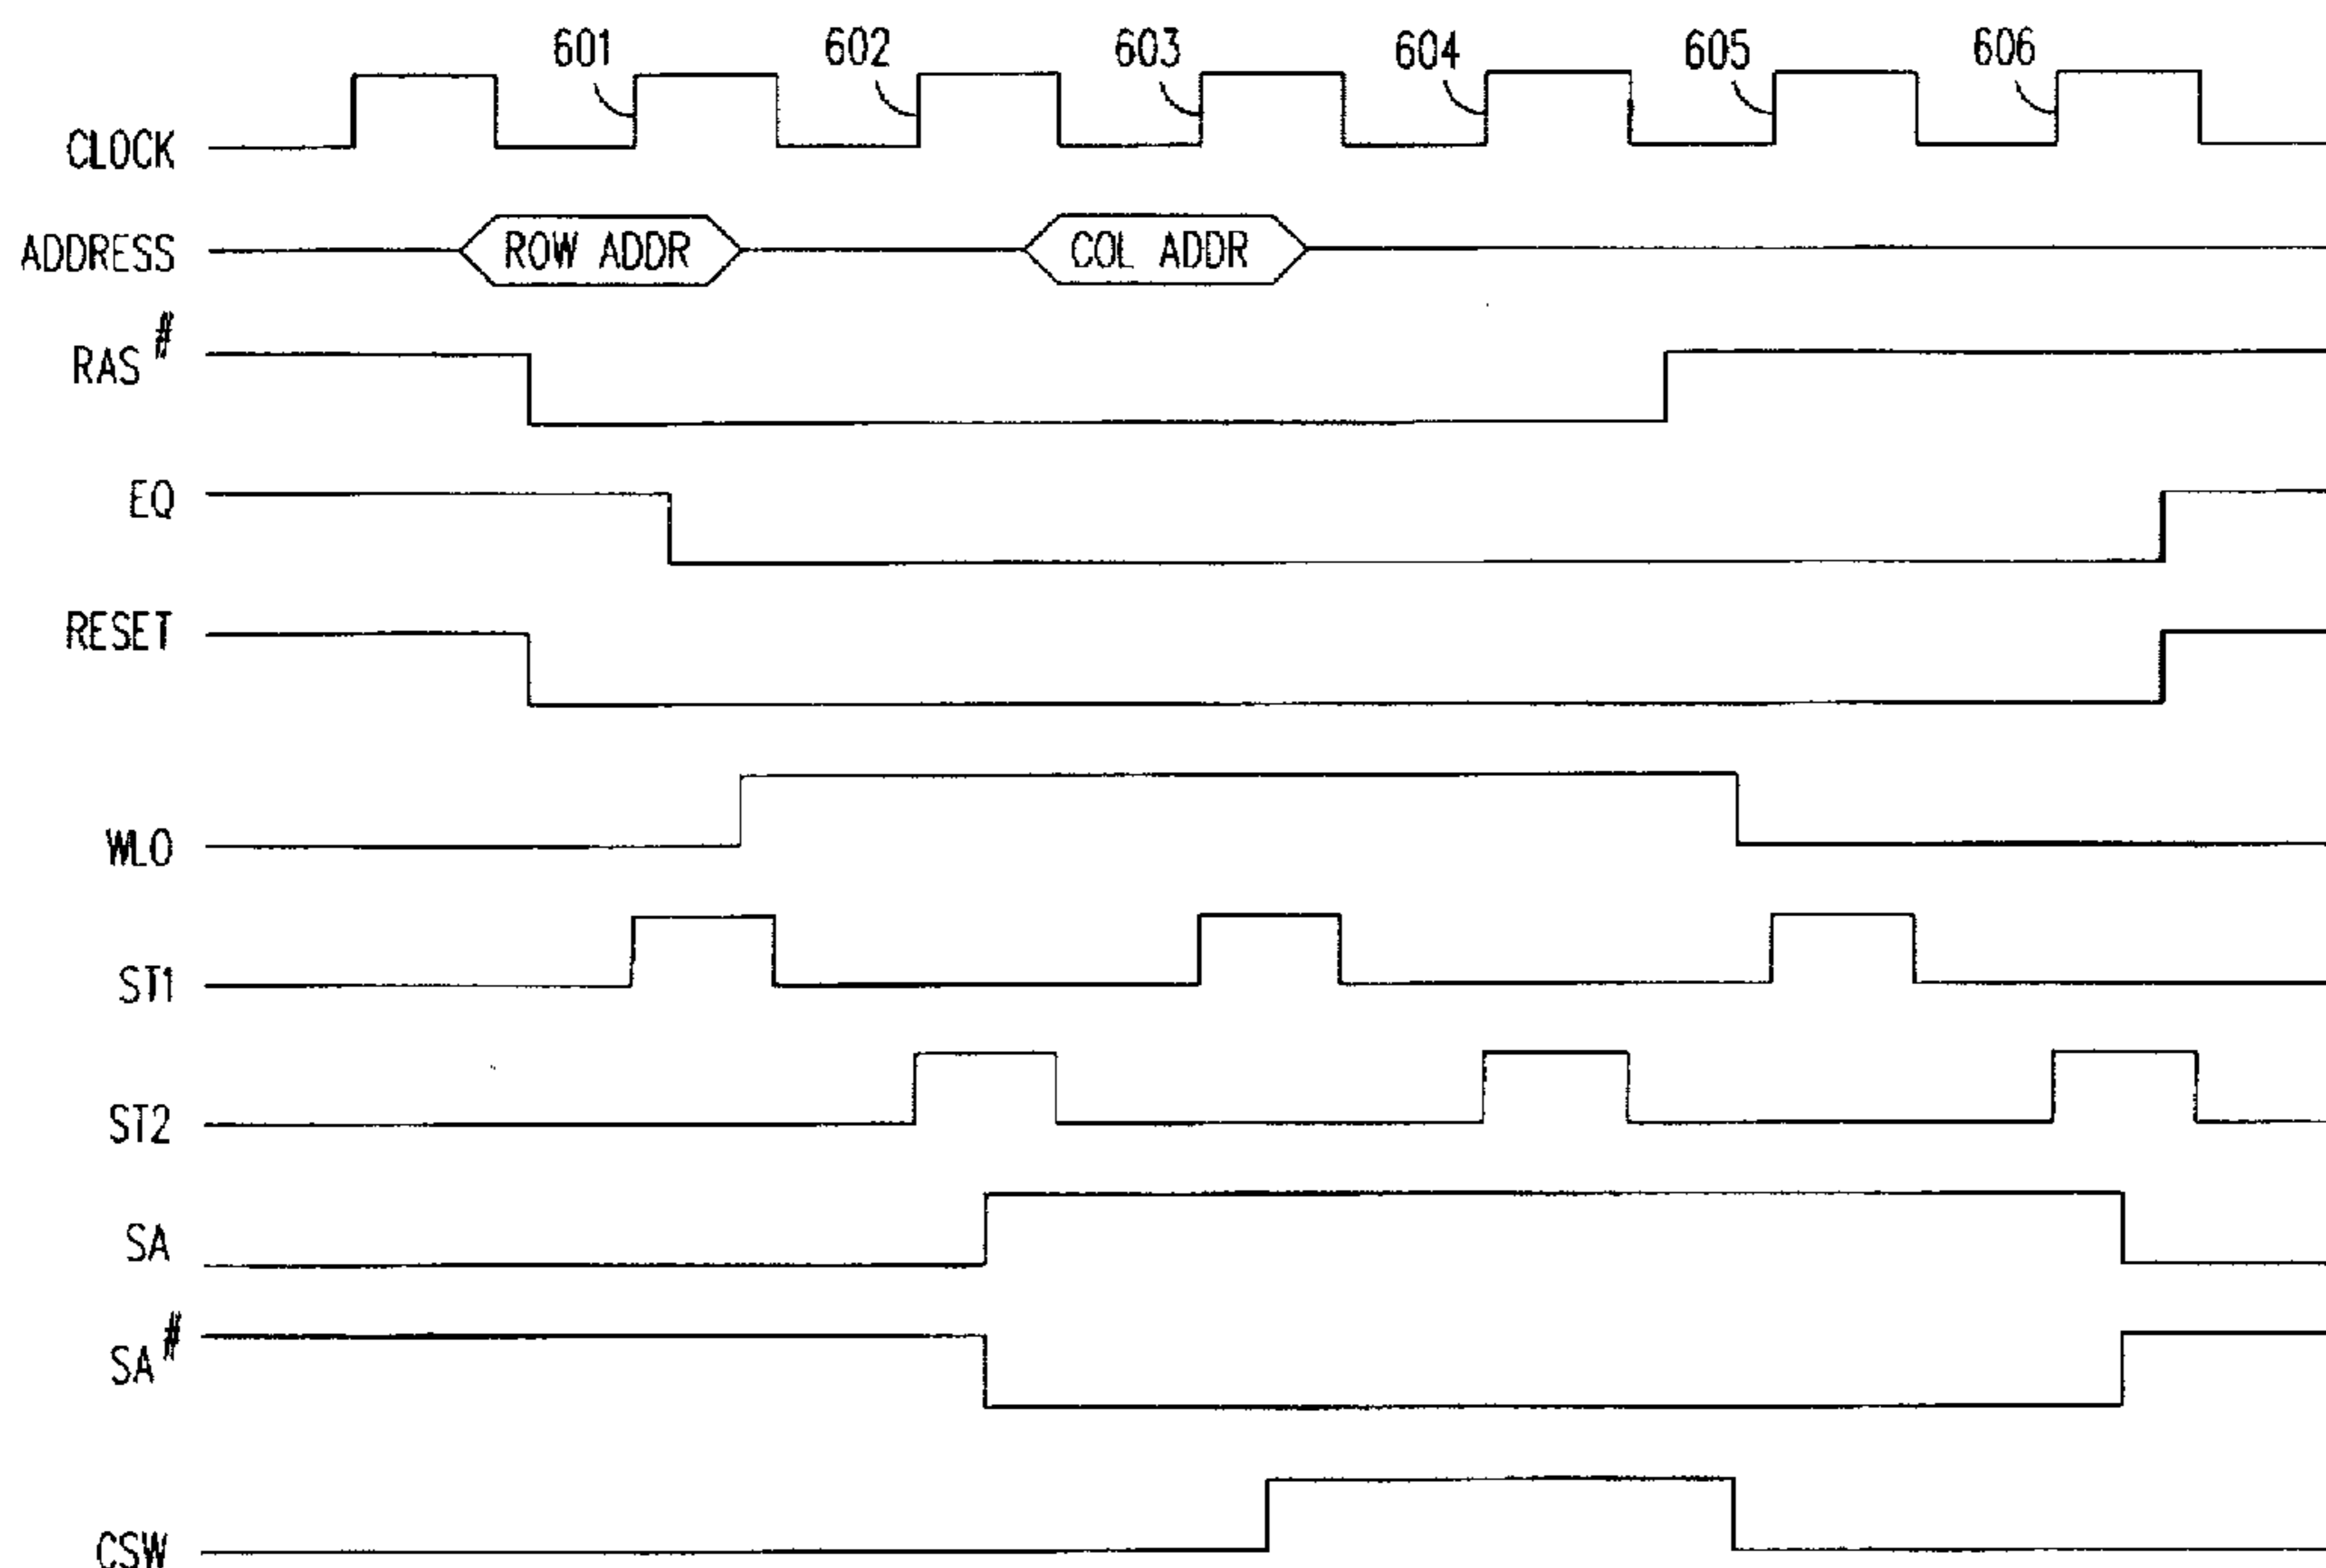 601 602 603 604 605 606
CLOCK
ADDRESS ROW ADDR COL ADDR
RAS#
EQ
RESET
WLO
ST1
ST2
SA
SA#
CSW